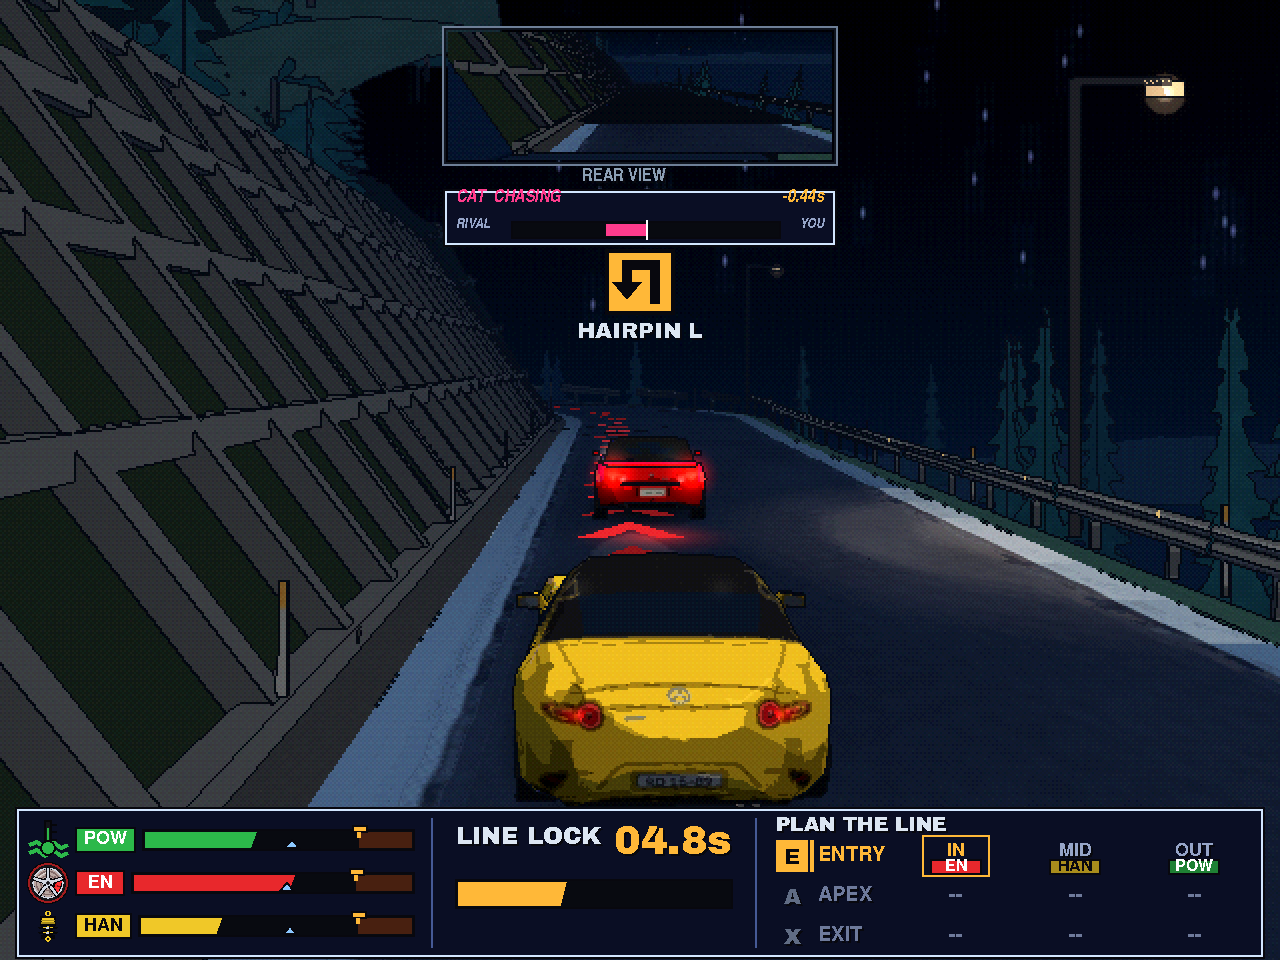 REAR VIEW
CAT CHASING -0.44s
RIVAL YOU
HAIRPIN L
POW
EN
HAN
LINE LOCK 04.8s
PLAN THE LINE
E ENTRY IN EN MID HAN OUT POW
A APEX -- -- --
X EXIT -- -- --